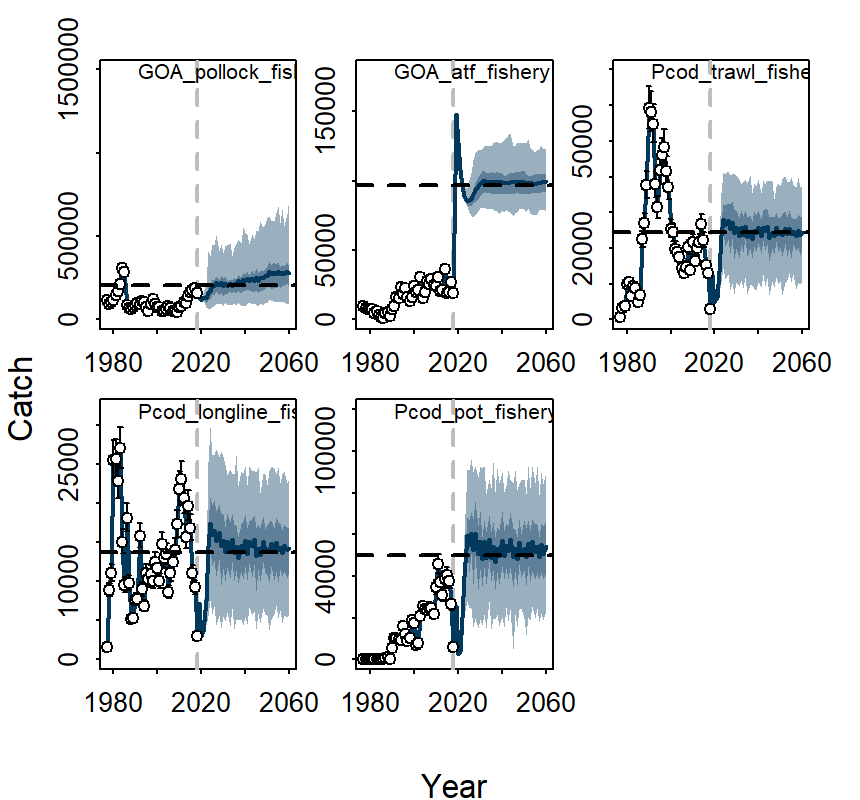 GOA_pollock_fish
1500000
500000
0
1980 2020 2060
GOA_atf_fishery
150000
50000
0
1980 2020 2060
Pcod_trawl_fishe
50000
20000
0
1980 2020 2060
Catch
Pcod_longline_fis
25000
10000
0
1980 2020 2060
Pcod_pot_fishery
100000
40000
0
1980 2020 2060
Year